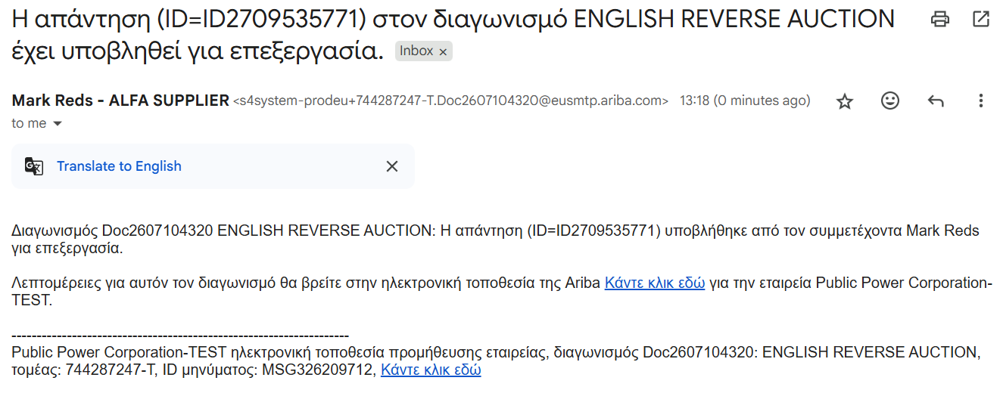 Η απάντηση (ID=ID2709535771) στον διαγωνισμό ENGLISH REVERSE AUCTION
έχει υποβληθεί για επεξεργασία. Inbox ×
Mark Reds - ALFA SUPPLIER <s4system-prodeu+744287247-T.Doc2607104320@eusmtp.ariba.com> 13:18 (0 minutes ago)
to me
Translate to English
Διαγωνισμός Doc2607104320 ENGLISH REVERSE AUCTION: Η απάντηση (ID=ID2709535771) υποβλήθηκε από τον συμμετέχοντα Mark Reds
για επεξεργασία.
Λεπτομέρειες για αυτόν τον διαγωνισμό θα βρείτε στην ηλεκτρονική τοποθεσία της Ariba Κάντε κλικ εδώ για την εταιρεία Public Power Corporation-
TEST.
-------------------------------------------------------------------
Public Power Corporation-TEST ηλεκτρονική τοποθεσία προμήθευσης εταιρείας, διαγωνισμός Doc2607104320: ENGLISH REVERSE AUCTION,
τομέας: 744287247-T, ID μηνύματος: MSG326209712, Κάντε κλικ εδώ